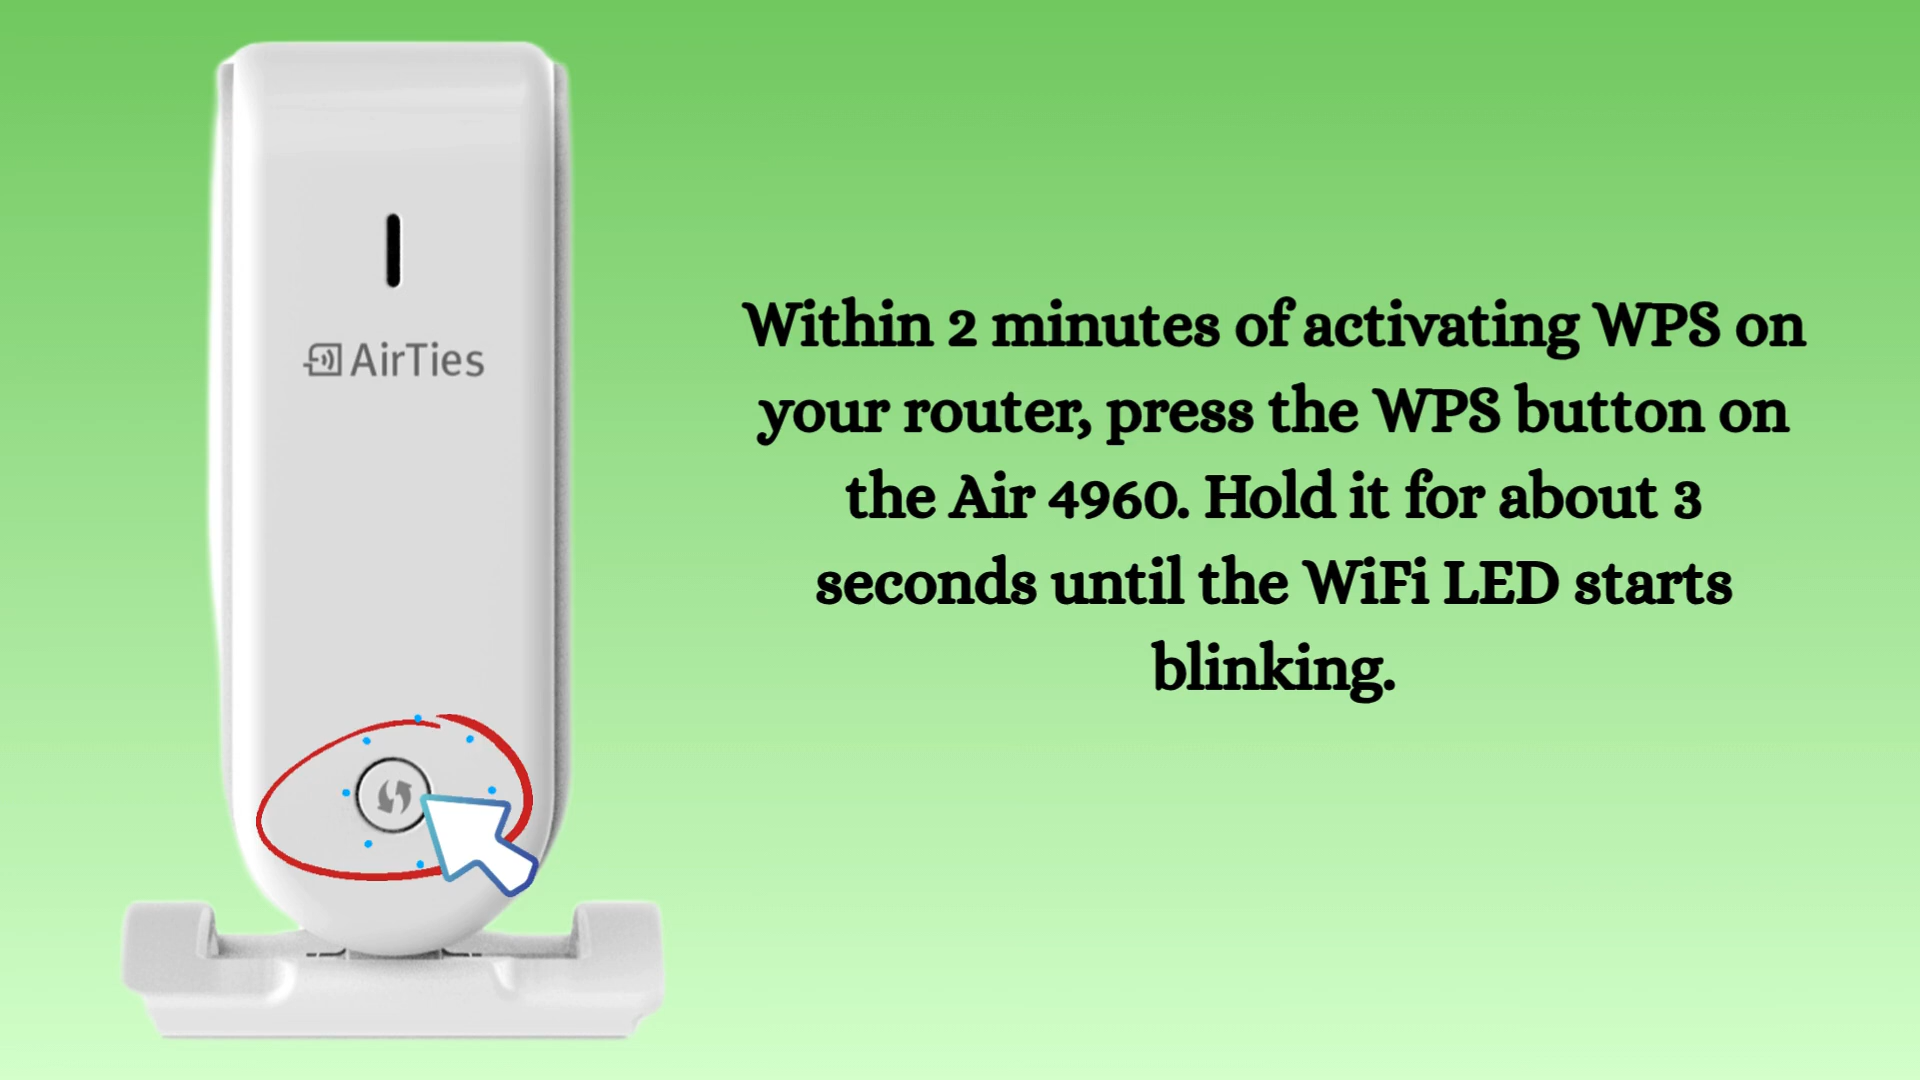 AirTies
Within 2 minutes of activating WPS on
your router, press the WPS button on
the Air 4960. Hold it for about 3
seconds until the WiFi LED starts
blinking.